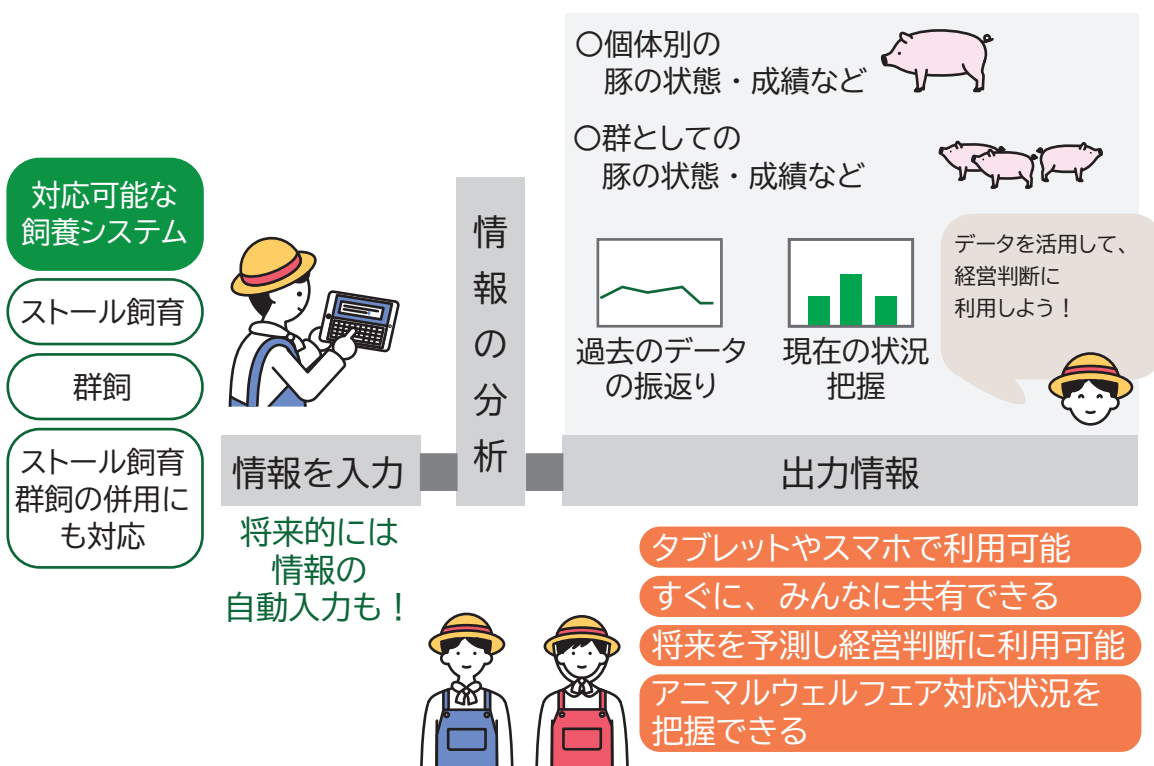 対応可能な
飼養システム
ストール飼育
群飼
ストール飼育
群飼の併用に
も対応
情報を入力
将来的には
情報の
自動入力も！
情報の分析
〇個体別の
豚の状態・成績など
〇群としての
豚の状態・成績など
過去のデータ
の振返り
現在の状況
把握
データを活用して、
経営判断に
利用しよう！
出力情報
タブレットやスマホで利用可能
すぐに、みんなに共有できる
将来を予測し経営判断に利用可能
アニマルウェルフェア対応状況を
把握できる